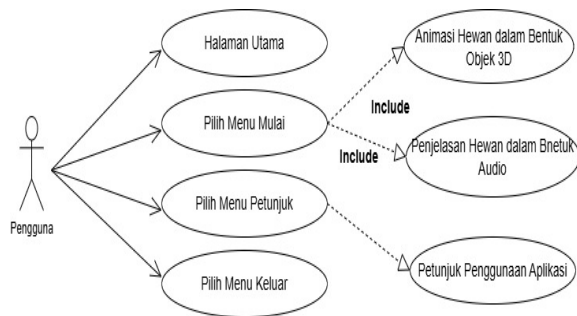 Halaman Utama
Animasi Hewan dalam Bentuk
Objek 3D
Include
Pilih Menu Mulai
Include
Penjelasan Hewan dalam Bnetuk
Audio
Pengguna
Pilih Menu Petunjuk
Pilih Menu Keluar
Petunjuk Penggunaan Aplikasi